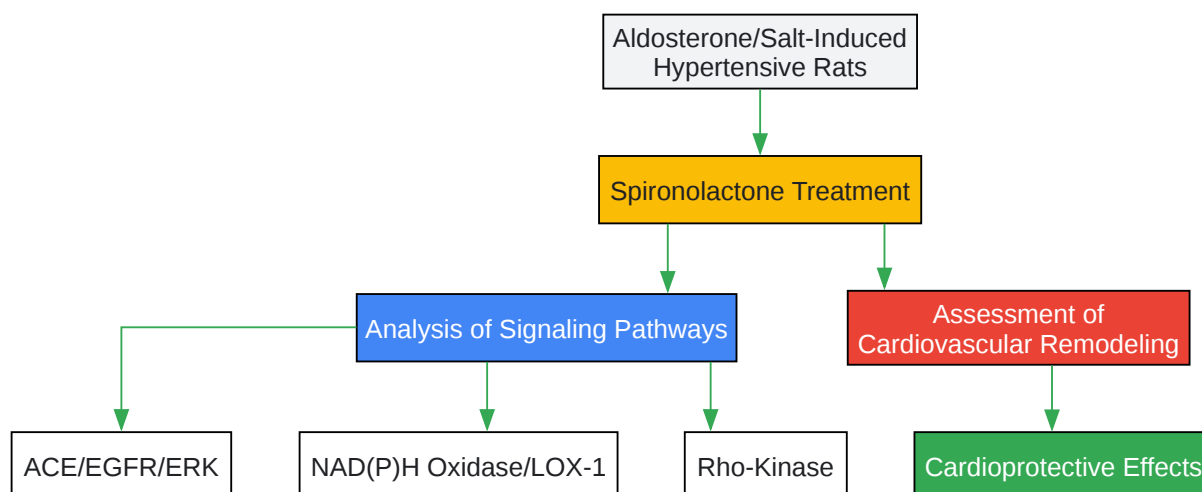 Aldosterone/Salt-Induced
Hypertensive Rats
Spironolactone Treatment
Analysis of Signaling Pathways
Assessment of
Cardiovascular Remodeling
ACE/EGFR/ERK
NAD(P)H Oxidase/LOX-1
Rho-Kinase
Cardioprotective Effects